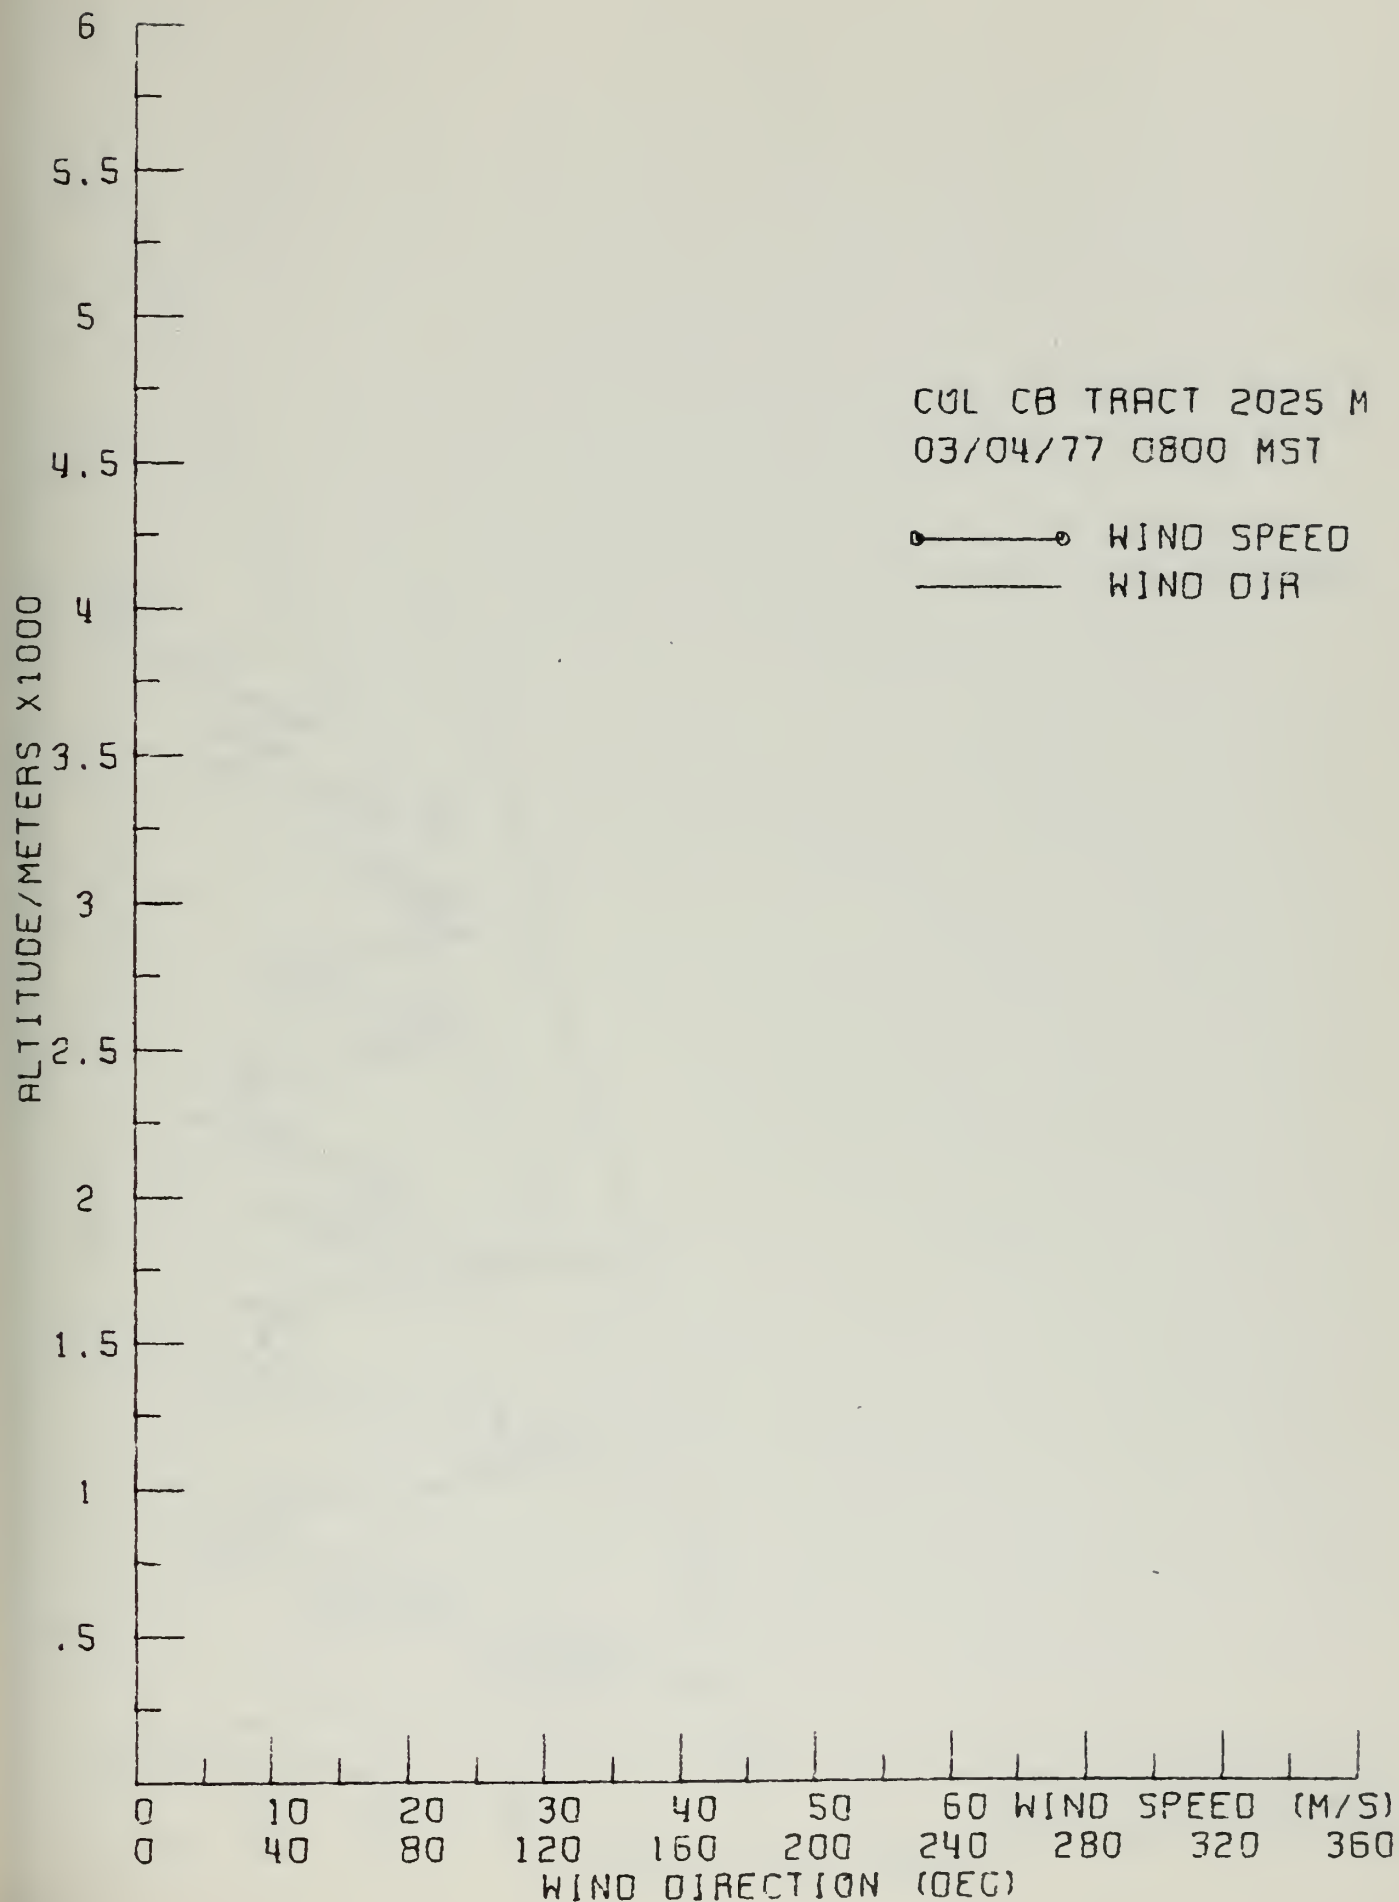 6
5.5
5
COL CB TRACT 2025 M
03/04/77 0800 MST
4.5
WIND SPEED
WIND DIR
4
ALTITUDE/METERS X1000
3.5
3
2.5
2
1.5
1
.5
0 10 20 30 40 50 60 WIND SPEED (M/S)
0 40 80 120 160 200 240 280 320 360
WIND DIRECTION (DEG)